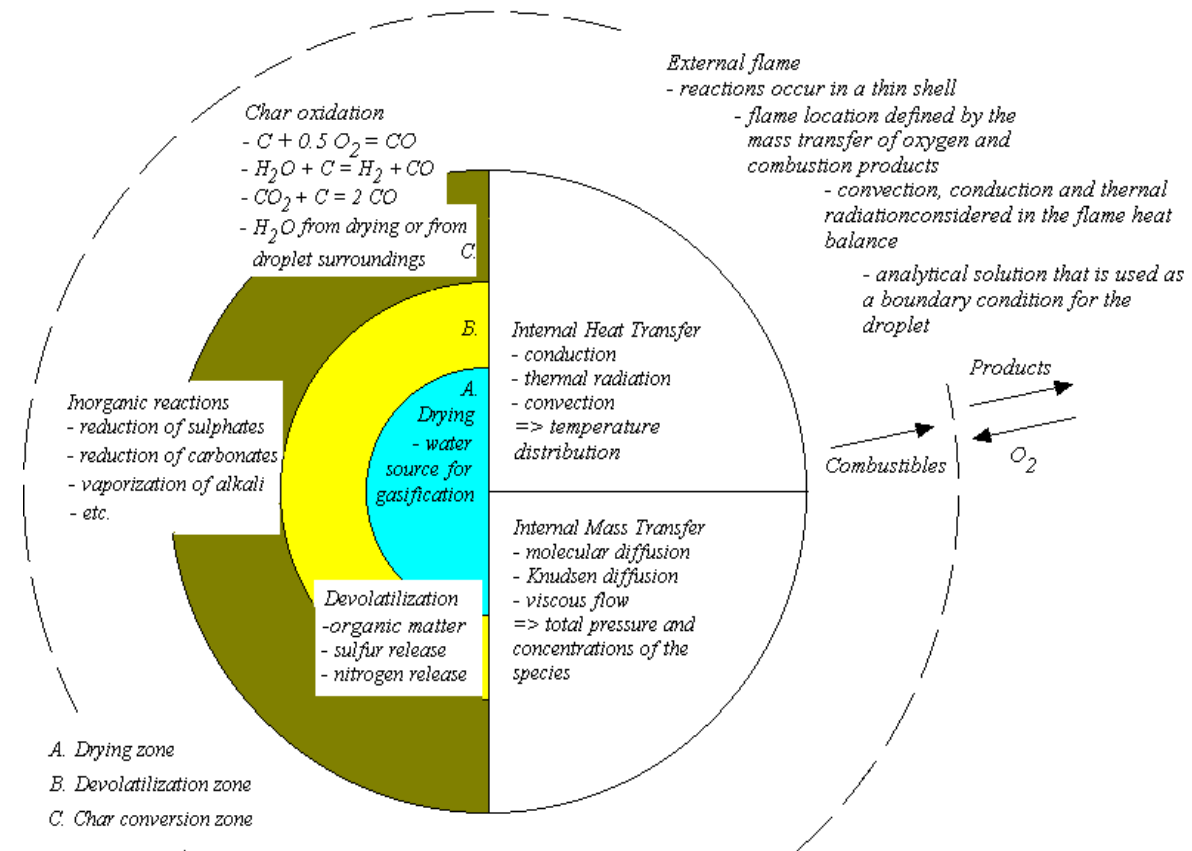 External flame
- reactions occur in a thin shell
- flame location defined by the
mass transfer of oxygen and
combustion products
- convection, conduction and thernal
radiationconsidered in the flame heat
balance
- analytical solution that is used as
a boundary condition for the
droplet
Char oxidation
- C + 0.5 O2 = CO
- H2O + C = H2 + CO
- CO2 + C = 2 CO
- H2O from drying or from
droplet surroundings
C.
B.
A.
Drying
- water
source for
gasification
Internal Heat Transfer
- conduction
- thermal radiation
- convection
=> temperature
distribution
Products
O2
Combustibles
Inorganic reactions
- reduction of sulphates
- reduction of carbonates
- vaporization of alkali
- etc.
Internal Mass Transfer
- molecular diffusion
- Knudsen diffusion
- viscous flow
=> total pressure and
concentrations of the
species
Devolatilization
-organic matter
- sulfur release
- nitrogen release
A. Drying zone
B. Devolatilization zone
C. Char conversion zone